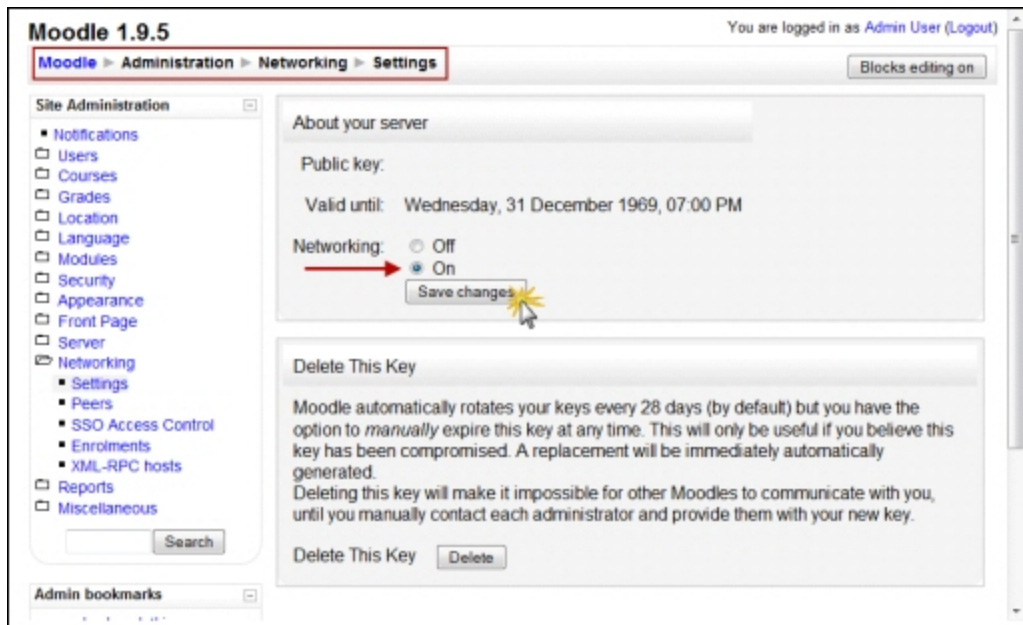 Moodle 1.9.5
You are logged in as Admin User (Logout)
Moodle ► Administration ► Networking ► Settings
Blocks editing on
Site Administration
Notifications
Users
Courses
Grades
Location
Language
Modules
Security
Appearance
Front Page
Server
Networking
Settings
Peers
SSO Access Control
Enrolments
XML-RPC hosts
Reports
Miscellaneous
Search
Admin bookmarks
About your server
Public key:
Valid until: Wednesday, 31 December 1969, 07:00 PM
Networking: Off
On
Save changes
Delete This Key
Moodle automatically rotates your keys every 28 days (by default) but you have the
option to manually expire this key at any time. This will only be useful if you believe this
key has been compromised. A replacement will be immediately automatically
generated.
Deleting this key will make it impossible for other Moodles to communicate with you,
until you manually contact each administrator and provide them with your new key.
Delete This Key Delete